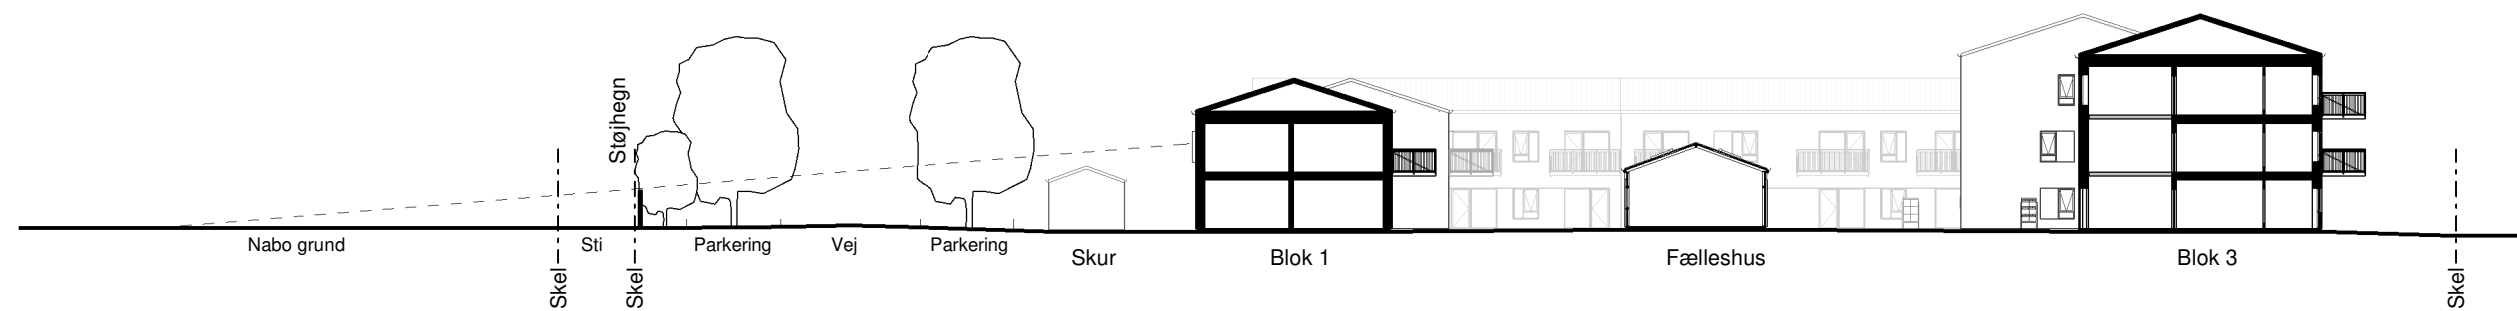 Støjhegn
Nabo grund
Sti
Parkering
Vej
Parkering
Skur
Blok 1
Fælleshus
Blok 3
Skel
Skel
Skel